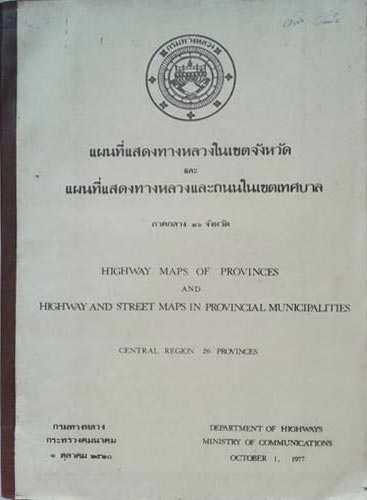 กรมทางหลวง
แผนที่แสดงทางหลวงในเขตจังหวัด
และ
แผนที่แสดงทางหลวงและถนนในเขตเทศบาล
ภาคกลาง ๒๖ จังหวัด
HIGHWAY MAPS OF PROVINCES
AND
HIGHWAY AND STREET MAPS IN PROVINCIAL MUNICIPALITIES
CENTRAL REGION 26 PROVINCES
กรมทางหลวง
กระทรวงคมนาคม
๑ ตุลาคม ๒๕๒๐
DEPARTMENT OF HIGHWAYS
MINISTRY OF COMMUNICATIONS
OCTOBER 1, 1977